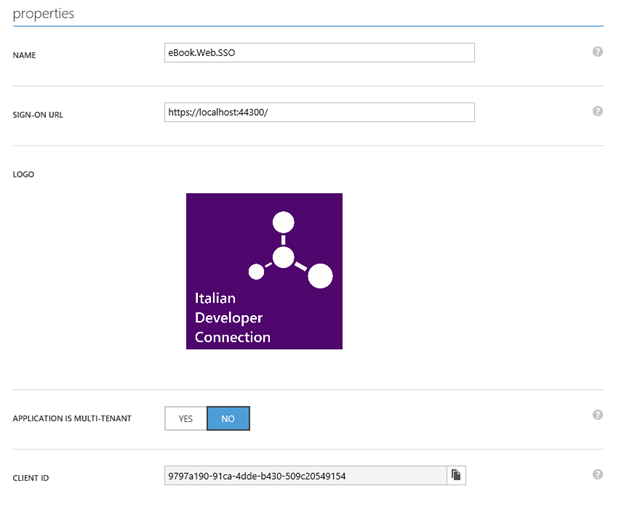 properties
NAME
eBook.Web.SSO
SIGN-ON URL
https://localhost:44300/
LOGO
Italian
Developer
Connection
APPLICATION IS MULTI-TENANT
YES NO
CLIENT ID
9797a190-91ca-4dde-b430-509c20549154